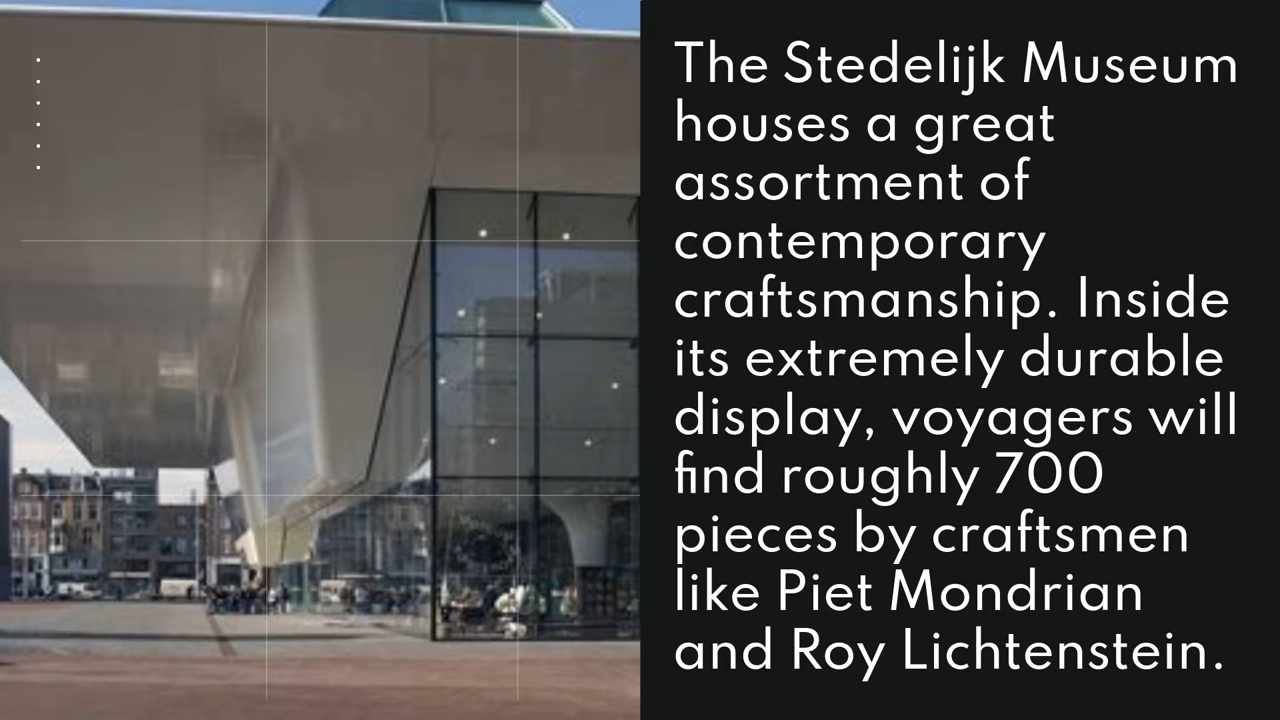 The Stedelijk Museum
houses a great
assortment of
contemporary
craftsmanship. Inside
its extremely durable
display, voyagers will
find roughly 700
pieces by craftsmen
like Piet Mondrian
and Roy Lichtenstein.